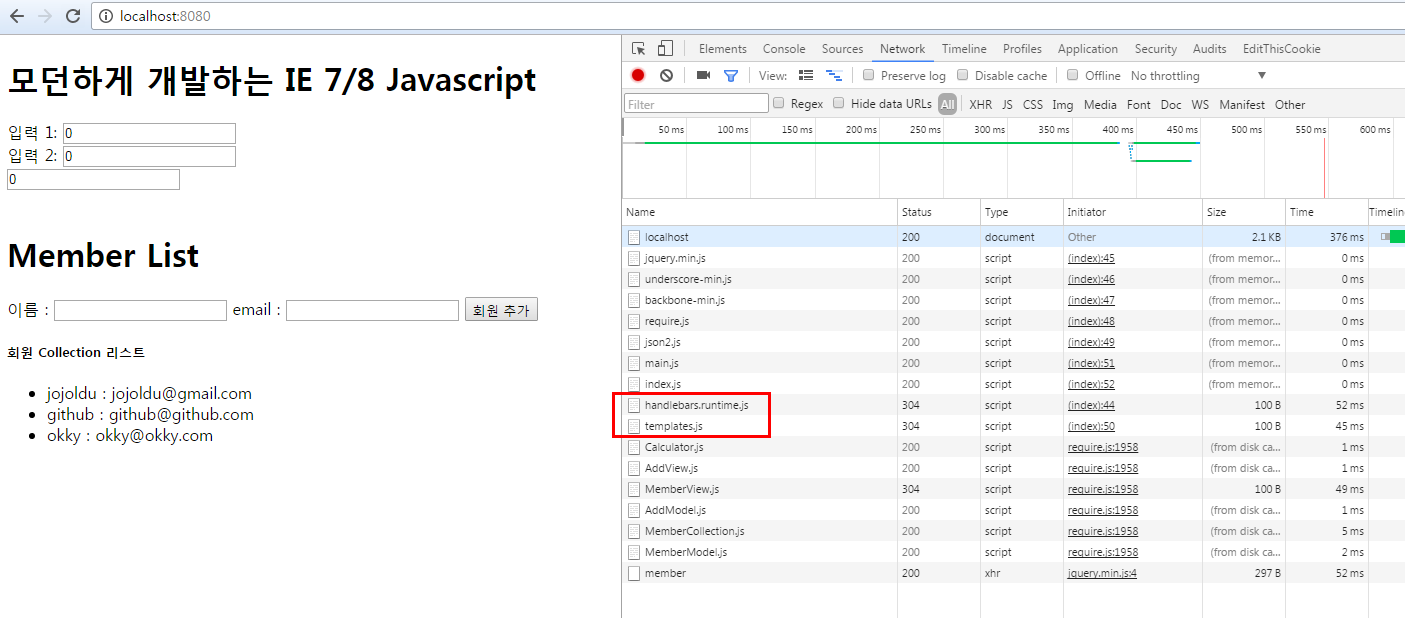 localhost:8080
모던하게 개발하는 IE 7/8 Javascript
입력 1: 0
입력 2: 0
0
Member List
이름 : email : 회원 추가
회원 Collection 리스트
jojoldu : jojoldu@gmail.com
github : github@github.com
okky : okky@okky.com
Elements Console Sources Network Timeline Profiles Application Security Audits EditThisCookie
View: Preserve log Disable cache Offline No throttling
Filter Regex Hide data URLs All XHR JS CSS Img Media Font Doc WS Manifest Other
50 ms 100 ms 150 ms 200 ms 250 ms 300 ms 350 ms 400 ms 450 ms 500 ms 550 ms 600 ms
Name Status Type Initiator Size Time Timelin
localhost 200 document Other 2.1 KB 376 ms
jquery.min.js 200 script (index):45 (from memor... 0 ms
underscore-min.js 200 script (index):46 (from memor... 0 ms
backbone-min.js 200 script (index):47 (from memor... 0 ms
require.js 200 script (index):48 (from memor... 0 ms
json2.js 200 script (index):49 (from memor... 0 ms
main.js 200 script (index):51 (from memor... 0 ms
index.js 200 script (index):52 (from memor... 0 ms
handlebars.runtime.js 304 script (index):44 100 B 52 ms
templates.js 304 script (index):50 100 B 45 ms
Calculator.js 200 script require.js:1958 (from disk ca... 1 ms
AddView.js 200 script require.js:1958 (from disk ca... 1 ms
MemberView.js 304 script require.js:1958 100 B 49 ms
AddModel.js 200 script require.js:1958 (from disk ca... 1 ms
MemberCollection.js 200 script require.js:1958 (from disk ca... 5 ms
MemberModel.js 200 script require.js:1958 (from disk ca... 2 ms
member 200 xhr jquery.min.js:4 297 B 52 ms